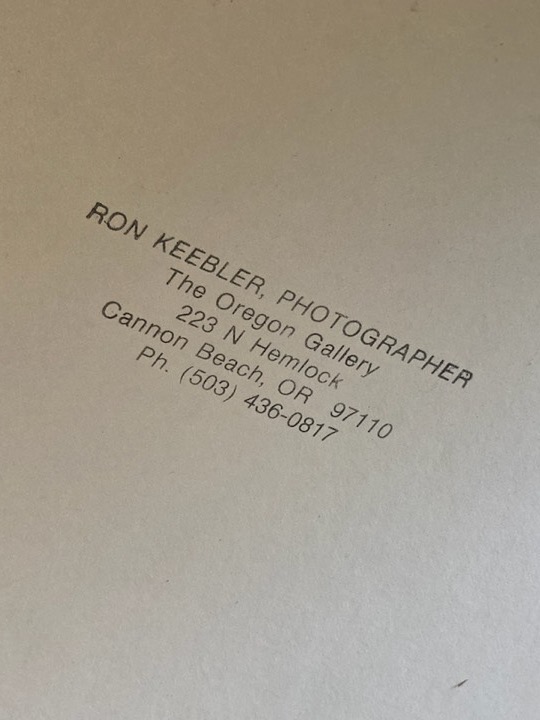 RON KEEBLER, PHOTOGRAPHER
The Oregon Gallery
223 N Hemlock
Cannon Beach, OR 97110
Ph. (503) 436-0817